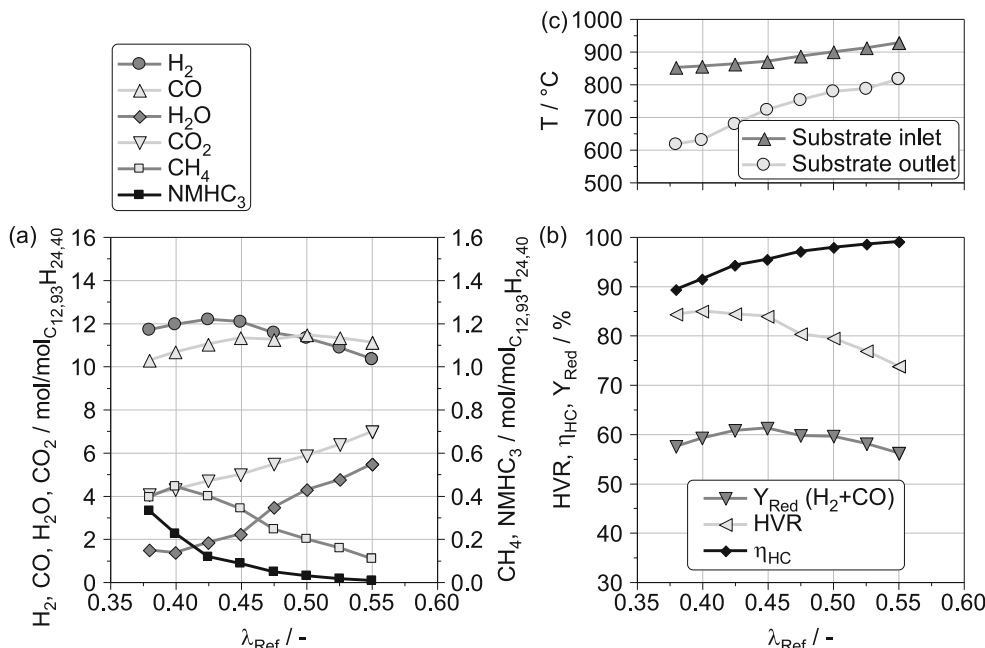 H₂
CO
H₂O
CO₂
CH₄
NMHC₃
(c)
1000
900
800
700
600
500
T / °C
Substrate inlet
Substrate outlet
(a)
16
14
12
10
8
6
4
2
0
H₂, CO, H₂O, CO₂ / mol/mol C₁₂,₉₃H₂₄,₄₀
1.6
1.4
1.2
1.0
0.8
0.6
0.4
0.2
0.0
CH₄, NMHC₃ / mol/mol C₁₂,₉₃H₂₄,₄₀
0.35 0.40 0.45 0.50 0.55 0.60
λRef / -
(b)
100
90
80
70
60
50
40
30
HVR, ηHC, YRed / %
YRed (H₂+CO)
HVR
ηHC
0.35 0.40 0.45 0.50 0.55 0.60
λRef / -